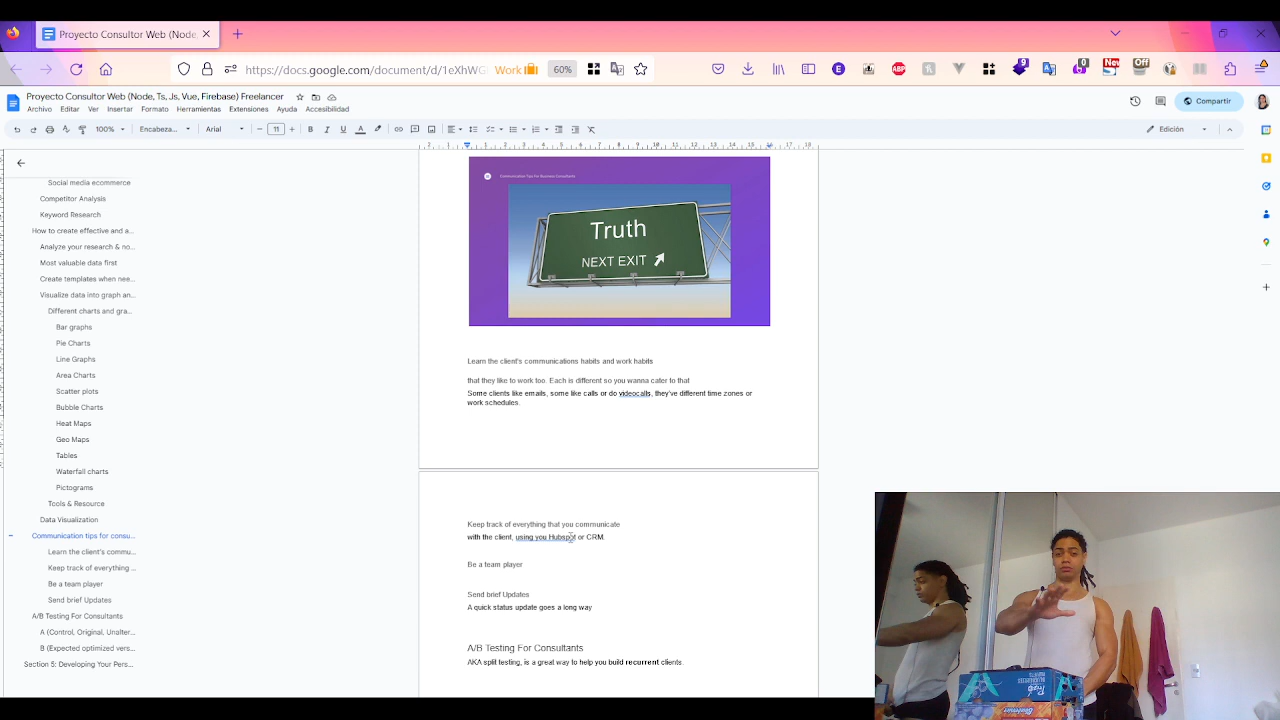 Proyecto Consultor Web (Node
https://docs.google.com/document/d/1eXhWG
Work
60%
ABP
New
Off
Proyecto Consultor Web (Node, Ts, Js, Vue, Firebase) Freelancer
Archivo Editar Ver Insertar Formato Herramientas Extensiones Ayuda Accesibilidad
Compartir
100% Encabeza... Arial 11
Edición
Communication Tips For Business Consultants
Truth
NEXT EXIT
Social media ecommerce
Competitor Analysis
Keyword Research
How to create effective and a...
Analyze your research & no...
Most valuable data first
Create templates when nee...
Visualize data into graph an...
Different charts and gra...
Bar graphs
Pie Charts
Line Graphs
Area Charts
Scatter plots
Bubble Charts
Heat Maps
Geo Maps
Tables
Waterfall charts
Pictograms
Tools & Resource
Data Visualization
Communication tips for consu...
Learn the client's commu...
Keep track of everything ...
Be a team player
Send brief Updates
A/B Testing For Consultants
A (Control, Original, Unalter...
B (Expected optimized vers...
Section 5: Developing Your Pers...
Learn the client's communications habits and work habits
that they like to work too. Each is different so you wanna cater to that
Some clients like emails, some like calls or do videocalls, they've different time zones or
work schedules.
Keep track of everything that you communicate
with the client, using you Hubspot or CRM.
Be a team player
Send brief Updates
A quick status update goes a long way
A/B Testing For Consultants
AKA split testing, is a great way to help you build recurrent clients.